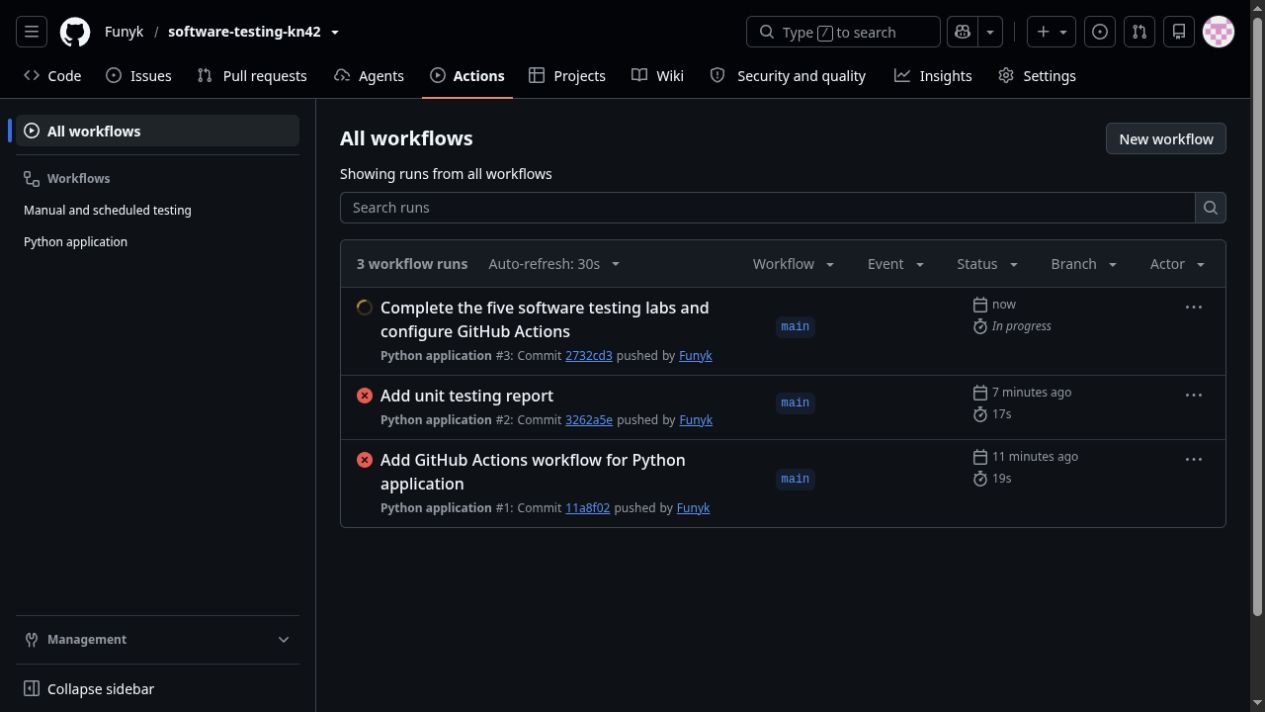 Funyk / software-testing-kn42
Type / to search
Code Issues Pull requests Agents Actions Projects Wiki Security and quality Insights Settings
All workflows
Workflows
Manual and scheduled testing
Python application
Management
Collapse sidebar
All workflows
New workflow
Showing runs from all workflows
Search runs
3 workflow runs Auto-refresh: 30s Workflow Event Status Branch Actor
Complete the five software testing labs and
configure GitHub Actions
Python application #3: Commit 2732cd3 pushed by Funyk
main
now
In progress
Add unit testing report
Python application #2: Commit 3262a5e pushed by Funyk
main
7 minutes ago
17s
Add GitHub Actions workflow for Python
application
Python application #1: Commit 11a8f02 pushed by Funyk
main
11 minutes ago
19s